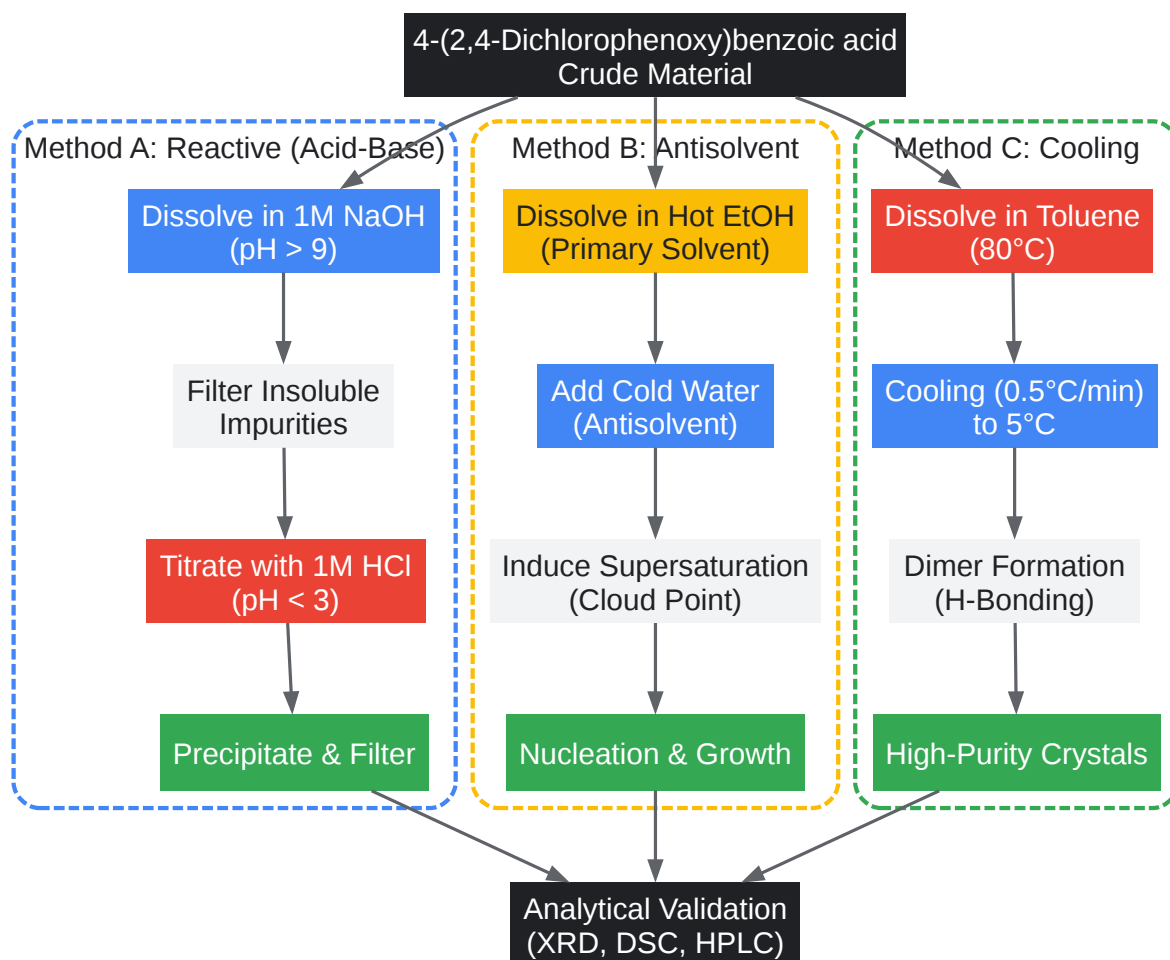 4-(2,4-Dichlorophenoxy)benzoic acid
Crude Material
Method A: Reactive (Acid-Base)
Dissolve in 1M NaOH
(pH > 9)
Filter Insoluble
Impurities
Titrate with 1M HCl
(pH < 3)
Precipitate & Filter
Method B: Antisolvent
Dissolve in Hot EtOH
(Primary Solvent)
Add Cold Water
(Antisolvent)
Induce Supersaturation
(Cloud Point)
Nucleation & Growth
Method C: Cooling
Dissolve in Toluene
(80°C)
Cooling (0.5°C/min)
to 5°C
Dimer Formation
(H-Bonding)
High-Purity Crystals
Analytical Validation
(XRD, DSC, HPLC)